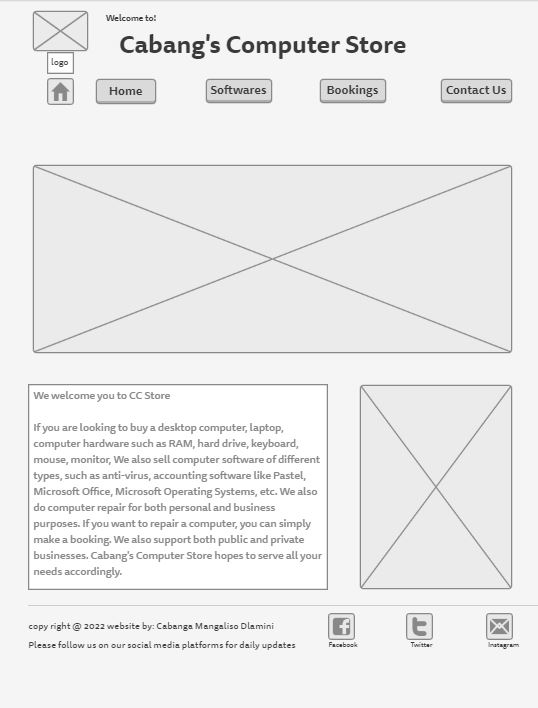 Welcome to!
Cabang's Computer Store
logo
Home
Softwares
Bookings
Contact Us
We welcome you to CC Store
If you are looking to buy a desktop computer, laptop,
computer hardware such as RAM, hard drive, keyboard,
mouse, monitor, We also sell computer software of different
types, such as anti-virus, accounting software like Pastel,
Microsoft Office, Microsoft Operating Systems, etc. We also
do computer repair for both personal and business
purposes. If you want to repair a computer, you can simply
make a booking. We also support both public and private
businesses. Cabang's Computer Store hopes to serve all your
needs accordingly.
copy right @ 2022 website by: Cabanga Mangaliso Dlamini
Please follow us on our social media platforms for daily updates
Facebook
Twitter
Instagram